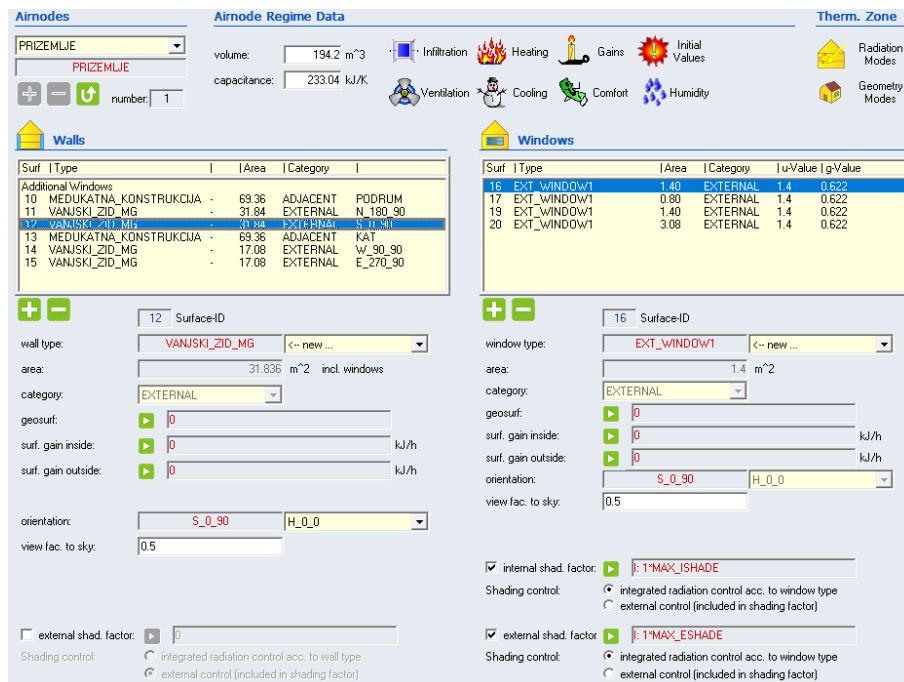 Airnodes
Airnode Regime Data
Therm. Zone
PRIZEMLJE
PRIZEMLJE
number: 1
volume: 194.2 m^3
capacitance: 233.04 kJ/K
Infiltration
Heating
Gains
Initial Values
Ventilation
Cooling
Comfort
Humidity
Radiation Modes
Geometry Modes
Walls
Surf | Type | | Area | Category |
Additional Windows
10 MEDUKATNA_KONSTRUKCIJA - 69.36 ADJACENT PODRUM
11 VANJSKI_ZID_MG - 31.84 EXTERNAL N_180_90
12 VANJSKI_ZID_MG - 31.84 EXTERNAL S_0_90
13 MEDUKATNA_KONSTRUKCIJA - 69.36 ADJACENT KAT
14 VANJSKI_ZID_MG - 17.08 EXTERNAL W_90_90
15 VANJSKI_ZID_MG - 17.08 EXTERNAL E_270_90
12 Surface-ID
wall type: VANJSKI_ZID_MG <-- new ...
area: 31.836 m^2 incl. windows
category: EXTERNAL
geosurf: 0
surf. gain inside: 0 kJ/h
surf. gain outside: 0 kJ/h
orientation: S_0_90 H_0_0
view fac. to sky: 0.5
external shad. factor: 0
Shading control: integrated radiation control acc. to wall type
external control (included in shading factor)
Windows
Surf | Type | Area | Category | u-Value | g-Value
16 EXT_WINDOW1 1.40 EXTERNAL 1.4 0.622
17 EXT_WINDOW1 0.80 EXTERNAL 1.4 0.622
19 EXT_WINDOW1 1.40 EXTERNAL 1.4 0.622
20 EXT_WINDOW1 3.08 EXTERNAL 1.4 0.622
16 Surface-ID
window type: EXT_WINDOW1 <-- new ...
area: 1.4 m^2
category: EXTERNAL
geosurf: 0
surf. gain inside: 0 kJ/h
surf. gain outside: 0 kJ/h
orientation: S_0_90 H_0_0
view fac. to sky: 0.5
internal shad. factor: I: 1*MAX_ISHADE
Shading control: integrated radiation control acc. to window type
external control (included in shading factor)
external shad. factor I: 1*MAX_ESHADE
Shading control: integrated radiation control acc. to window type
external control (included in shading factor)